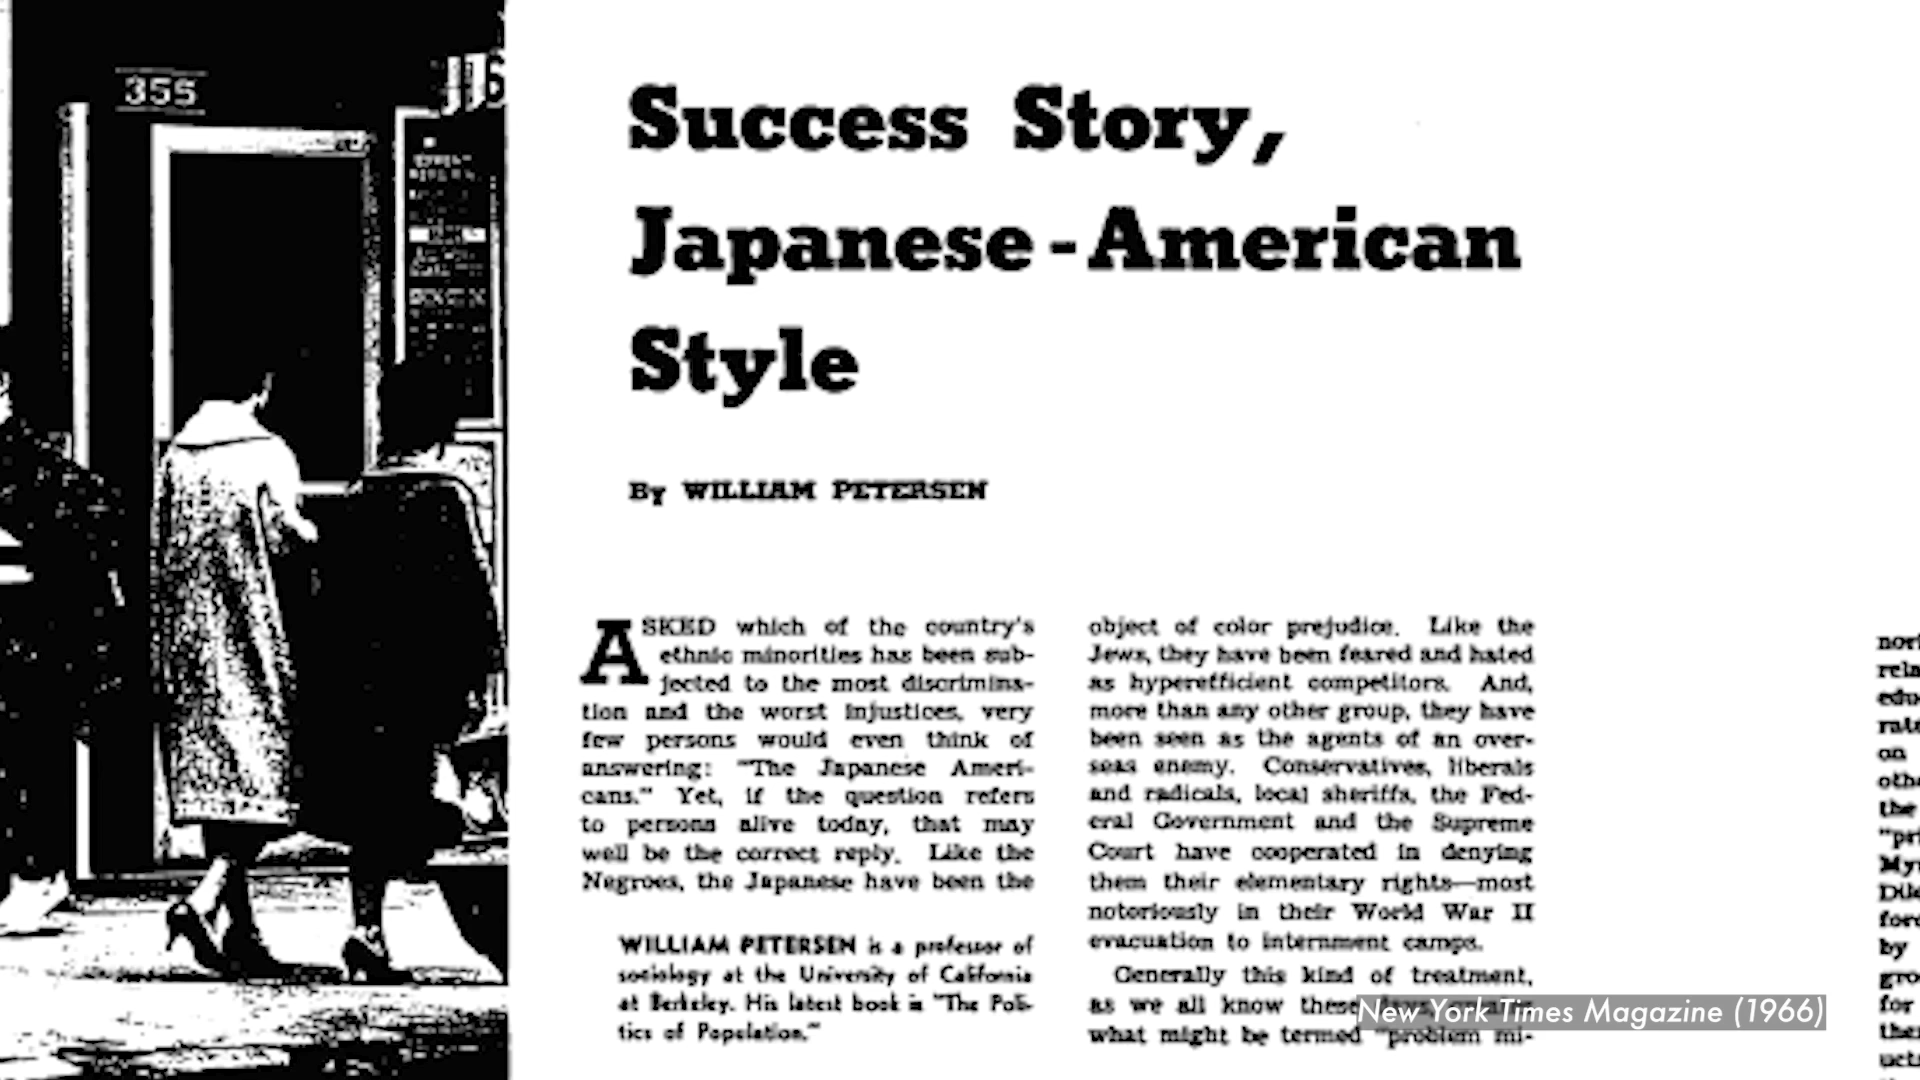 355
Success Story,
Japanese-American
Style
By WILLIAM PETERSEN
ASKED which of the country's
ethnic minorities has been sub-
jected to the most discrimina-
tion and the worst injustices, very
few persons would even think of
answering: "The Japanese Ameri-
cans." Yet, if the question refers
to persons alive today, that may
well be the correct reply. Like the
Negroes, the Japanese have been the
WILLIAM PETERSEN is a professor of
sociology at the University of California
at Berkeley. His latest book is "The Poli-
tics of Population."
object of color prejudice. Like the
Jews, they have been feared and hated
as hyperefficient competitors. And,
more than any other group, they have
been seen as the agents of an over-
seas enemy. Conservatives, liberals
and radicals, local sheriffs, the Fed-
eral Government and the Supreme
Court have cooperated in denying
them their elementary rights—most
notoriously in their World War II
evacuation to internment camps.
Generally this kind of treatment,
as we all know these
what might be termed "problem mi-
on
the
by
for
New York Times Magazine (1966)